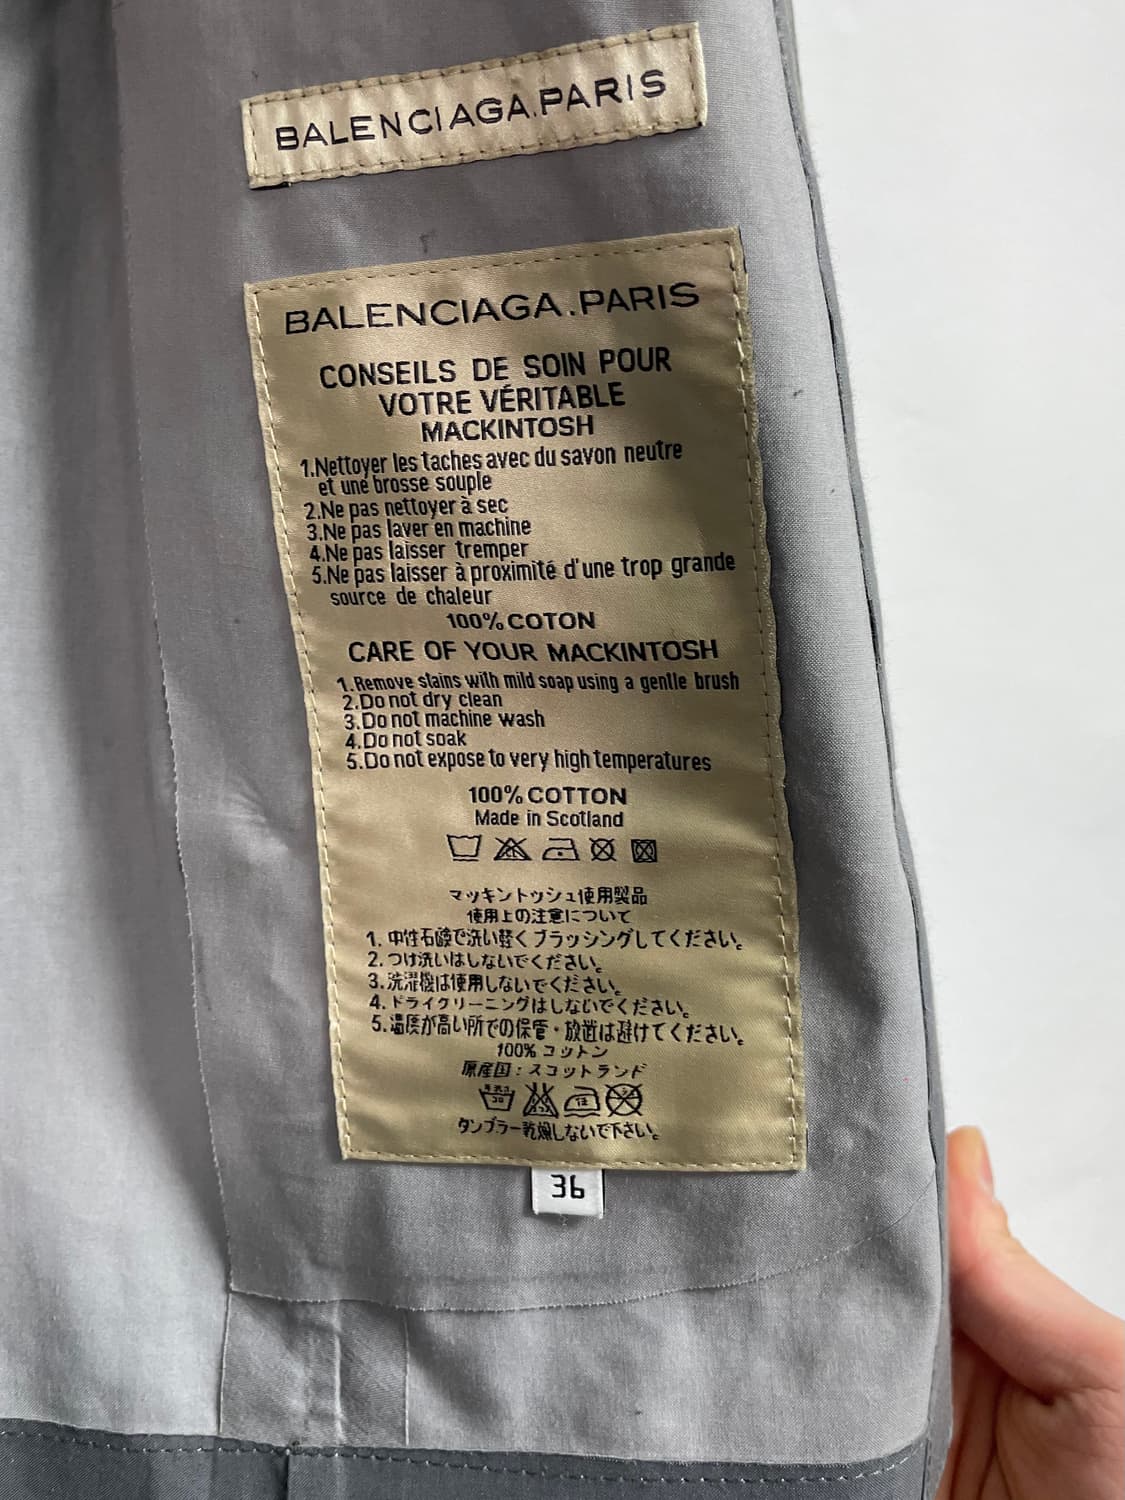 BALENCIAGA.PARIS
BALENCIAGA.PARIS
CONSEILS DE SOIN POUR
VOTRE VÉRITABLE
MACKINTOSH
1.Nettoyer les taches avec du savon neutre
et une brosse souple
2.Ne pas nettoyer à sec
3.Ne pas laver en machine
4.Ne pas laisser tremper
5.Ne pas laisser à proximité d'une trop grande
source de chaleur
100% COTON
CARE OF YOUR MACKINTOSH
1.Remove stains with mild soap using a gentle brush
2.Do not dry clean
3.Do not machine wash
4.Do not soak
5.Do not expose to very high temperatures
100% COTTON
Made in Scotland
マッキントッシュ使用製品
使用上の注意について
1. 中性石鹸で洗い軽くブラッシングしてください。
2. つけ洗いはしないでください。
3. 洗濯機は使用しないでください。
4. ドライクリーニングはしないでください。
5. 温度が高い所での保管・放置は避けてください。
100% コットン
原産国：スコットランド
タンブラー乾燥しないで下さい。
36